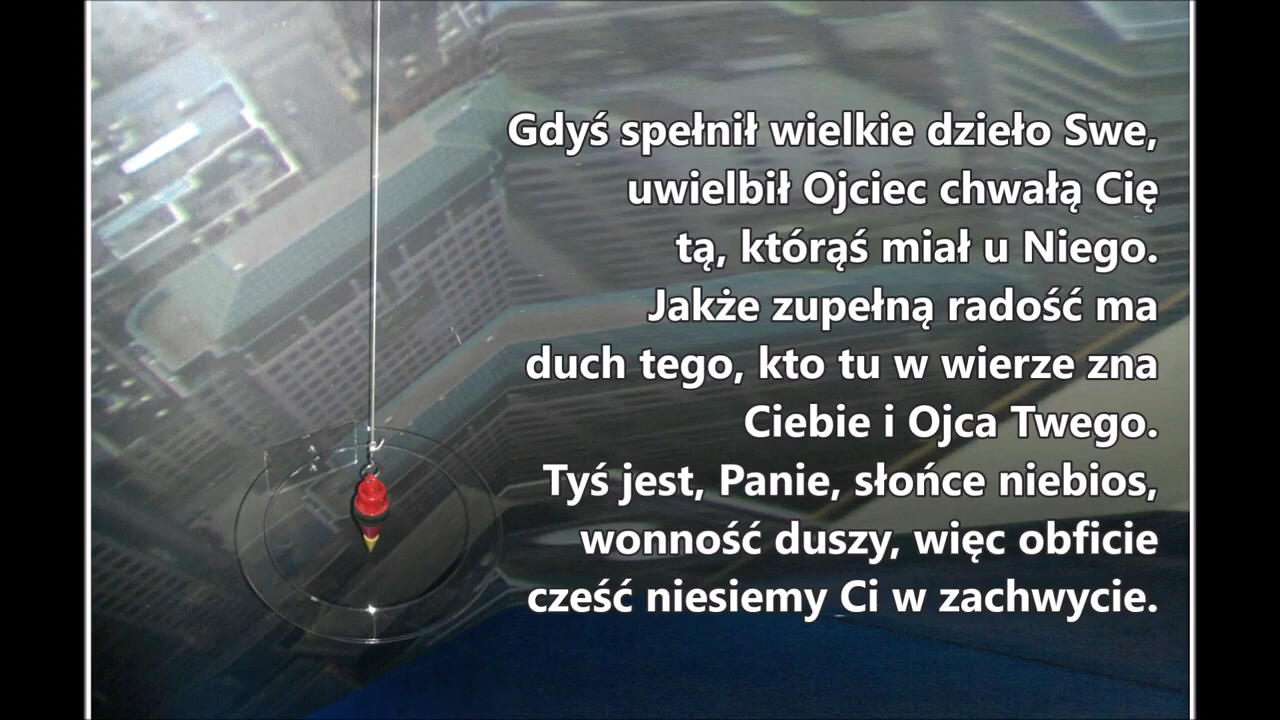 Gdyś spełnił wielkie dzieło Swe,
uwielbił Ojciec chwałą Cię
tą, którąś miał u Niego.
Jakże zupełną radość ma
duch tego, kto tu w wierze zna
Ciebie i Ojca Twego.
Tyś jest, Panie, słońce niebios,
wonność duszy, więc obficie
cześć niesiemy Ci w zachwycie.